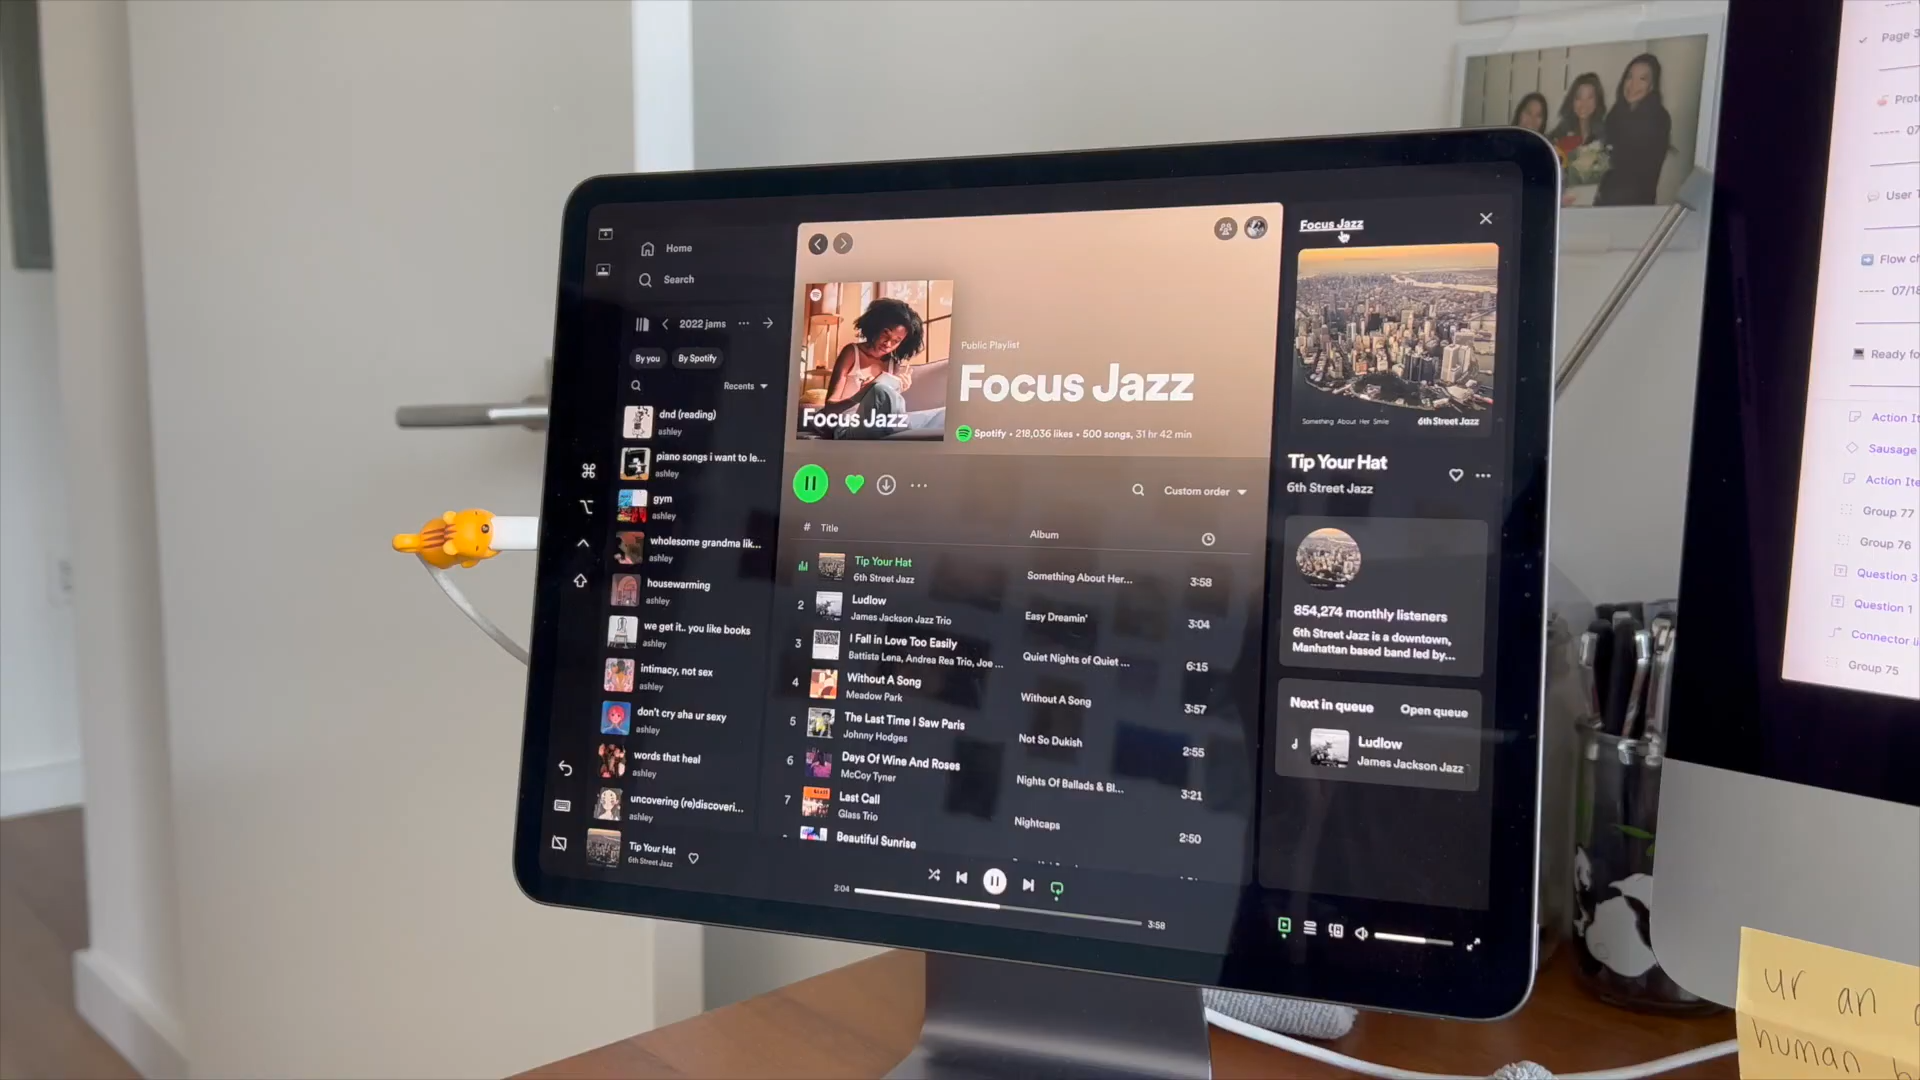 Home
Search
2022 jams
By you
By Spotify
Recents
dnd (reading)
ashley
piano songs i want to le...
ashley
gym
ashley
wholesome grandma lik...
ashley
housewarming
ashley
we get it.. you like books
ashley
intimacy, not sex
ashley
don't cry aha ur sexy
ashley
words that heal
ashley
uncovering (re)discoveri...
ashley
Tip Your Hat
6th Street Jazz
Focus Jazz
Public Playlist
Focus Jazz
Spotify • 218,036 likes • 500 songs, 31 hr 42 min
Custom order
# Title Album
Tip Your Hat
6th Street Jazz
Something About Her...
3:58
2
Ludlow
James Jackson Jazz Trio
Easy Dreamin'
3:04
3
I Fall in Love Too Easily
Battista Lena, Andrea Rea Trio, Joe ...
Quiet Nights of Quiet ...
6:15
4
Without A Song
Meadow Park
Without A Song
3:57
5
The Last Time I Saw Paris
Johnny Hodges
Not So Dukish
2:55
6
Days Of Wine And Roses
McCoy Tyner
Nights Of Ballads & Bl...
3:21
7
Last Call
Glass Trio
Nightcaps
2:50
Beautiful Sunrise
2:04
3:58
Focus Jazz
Something About Her Smile
6th Street Jazz
Tip Your Hat
6th Street Jazz
854,274 monthly listeners
6th Street Jazz is a downtown,
Manhattan based band led by...
Next in queue
Open queue
Ludlow
James Jackson Jazz
Page 3
Prot
----- 07
User T
Flow c
----- 07/18
Ready fo
Action It
Sausage
Action Ite
Group 77
Group 76
Question 3
Question 1
Connector li
Group 75
ur an
human b